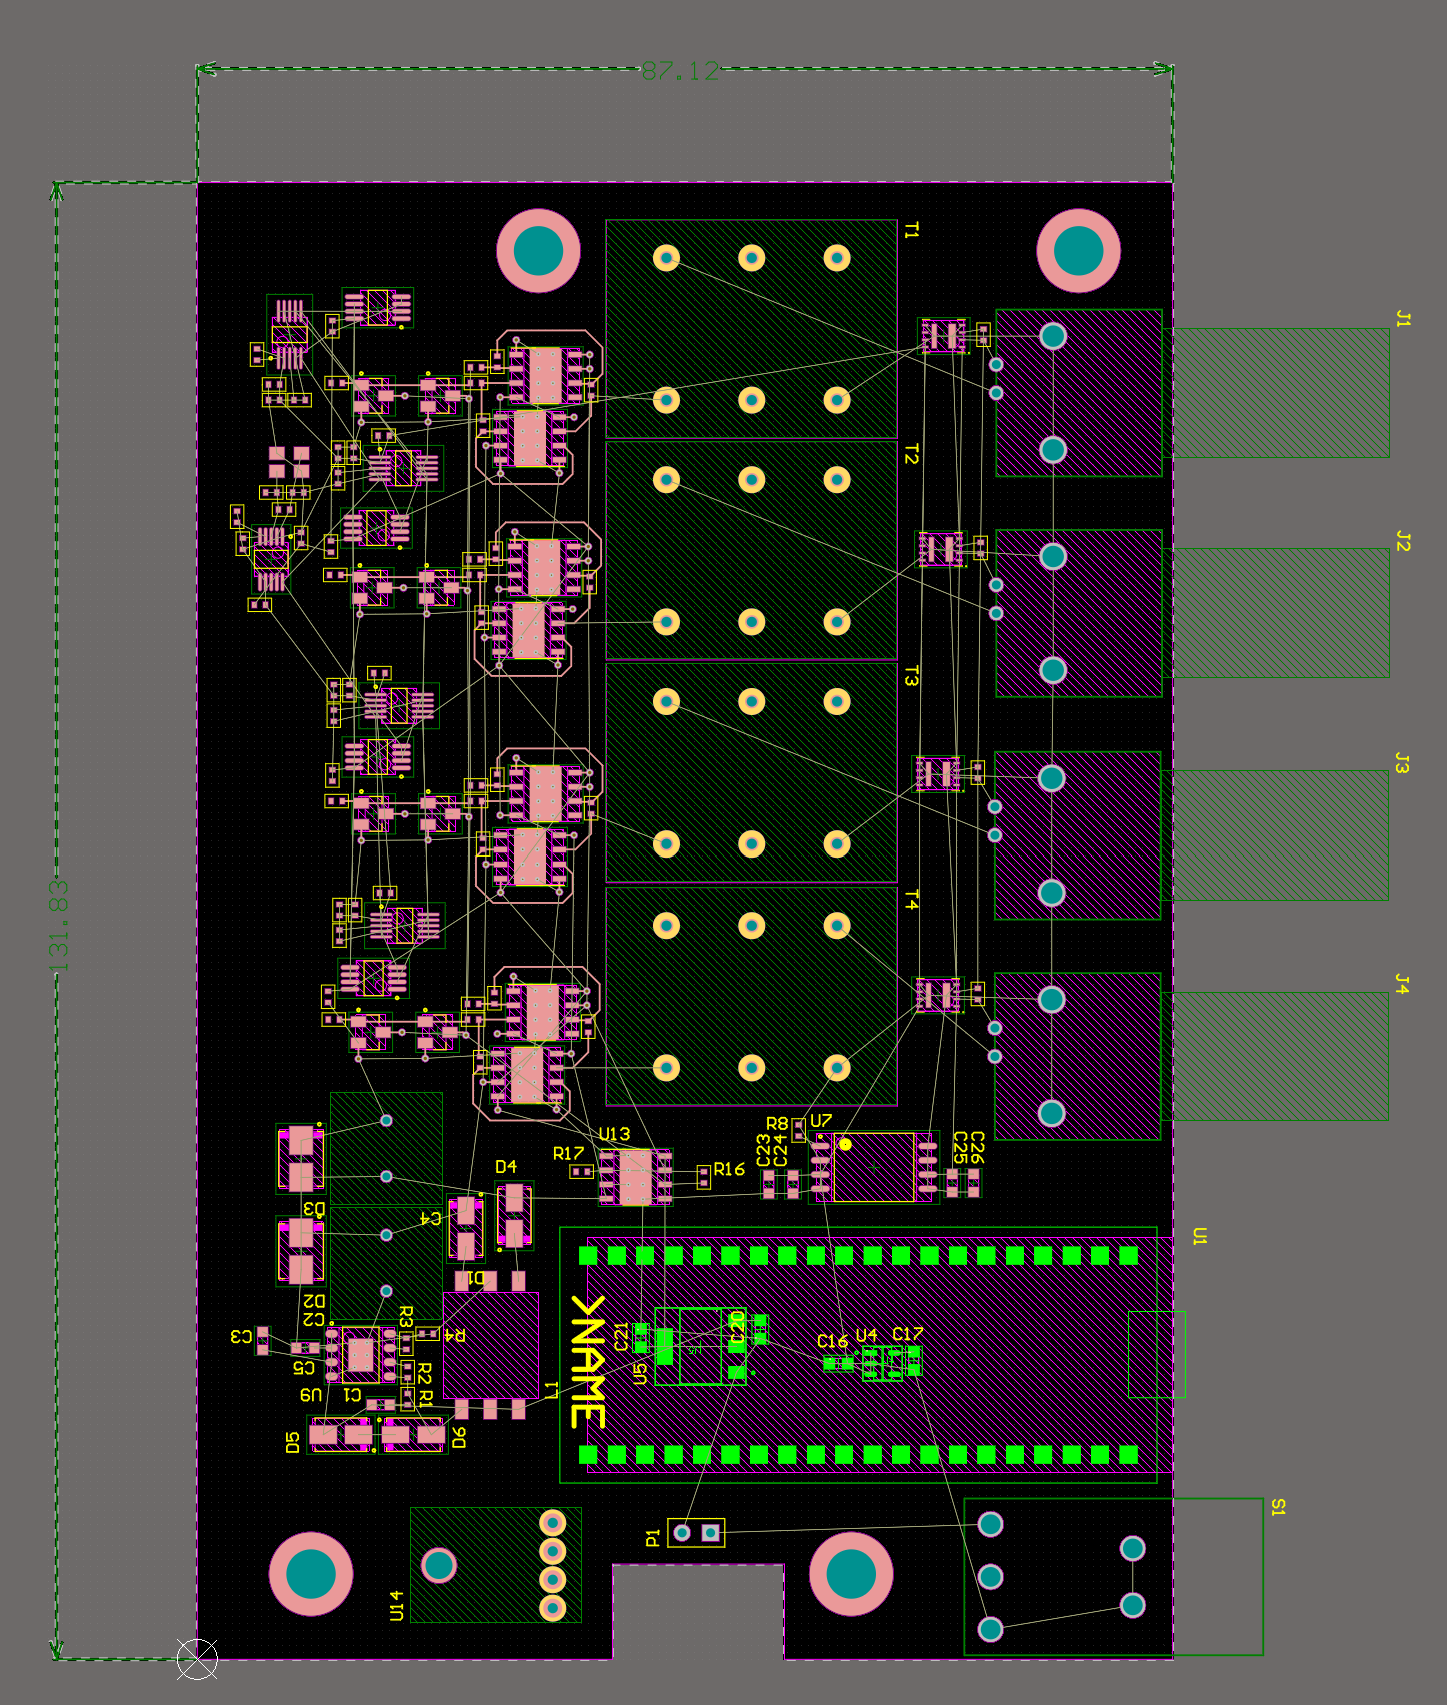 87.12
131.83
T1
J1
T2
J2
T3
J3
T4
J4
R8
U7
U13
C23
C24
C25
C26
R17
R16
D4
D3
C4
U1
D1
D2
C2
R3
R4
C3
C5
C21
C20
C16
U4
C17
U5
U9
C1
R2
R1
L1
>NAME
D5
D6
S1
P1
U14